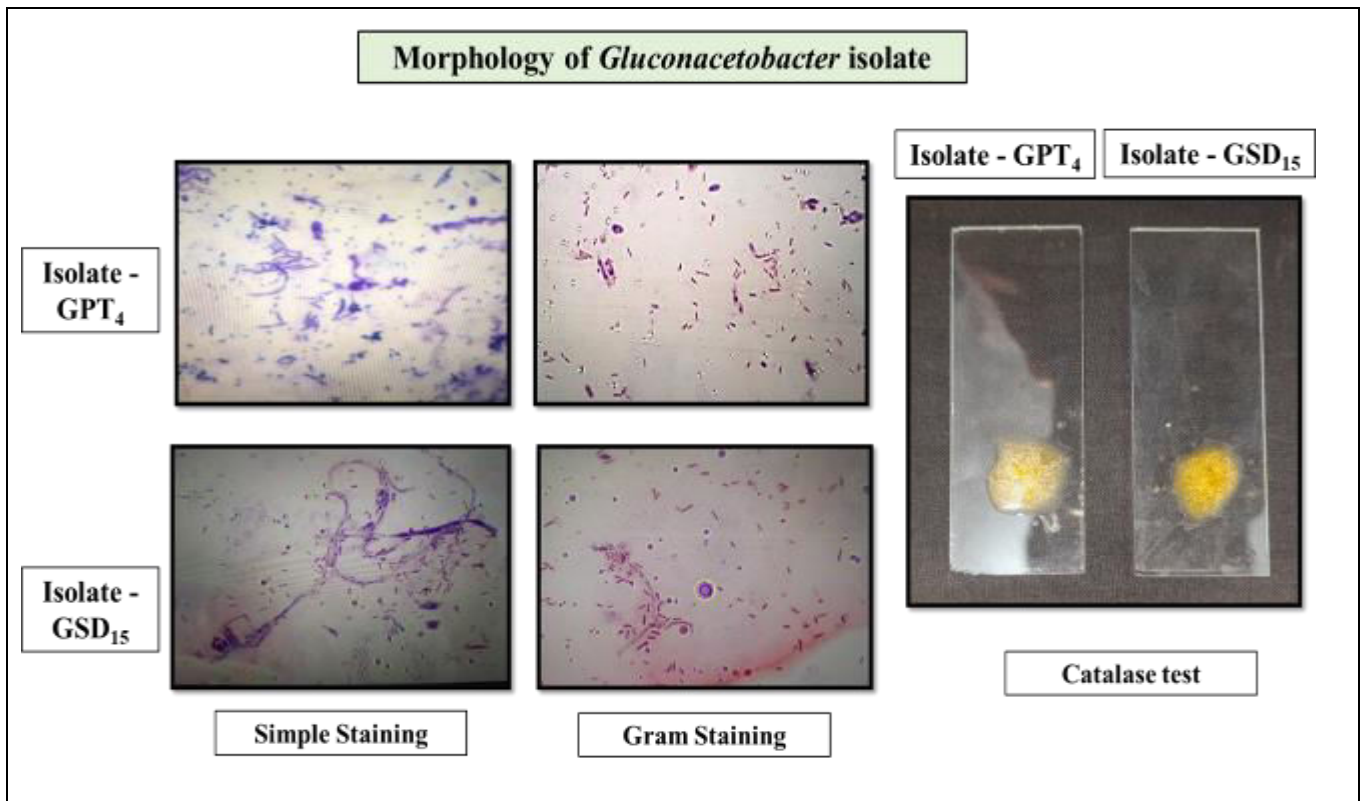 Morphology of Gluconacetobacter isolate
Isolate - GPT₄
Isolate - GSD₁₅
Isolate -
GPT₄
Isolate -
GSD₁₅
Catalase test
Simple Staining
Gram Staining